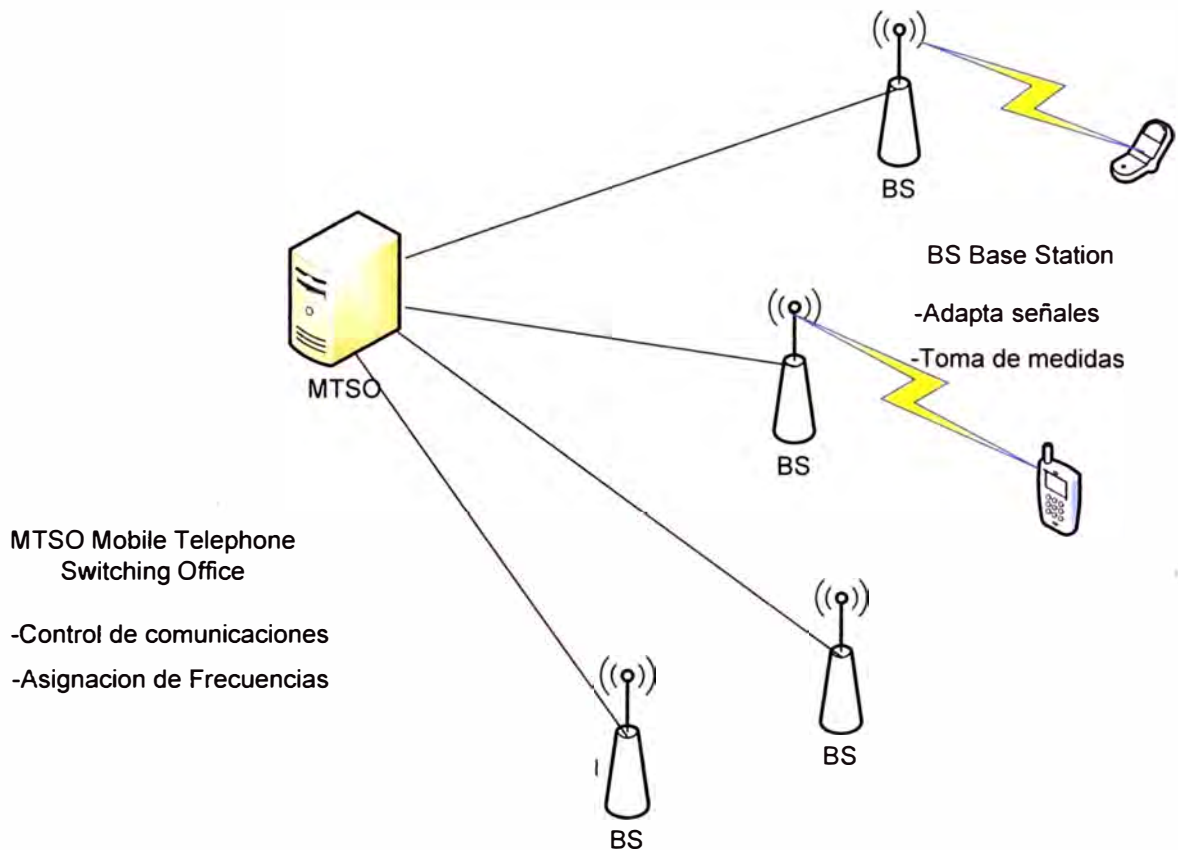 BS
BS Base Station
-Adapta señales
-Toma de medidas
MTSO
BS
MTSO Mobile Telephone
Switching Office
-Control de comunicaciones
-Asignacion de Frecuencias
BS
BS